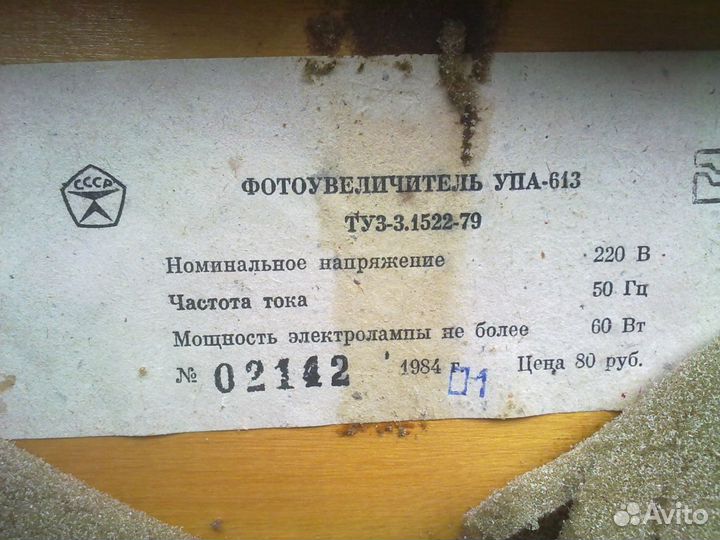 СССР
ФОТОУВЕЛИЧИТЕЛЬ УПА-613
ТУ3-3.1522-79
Номинальное напряжение 220 В
Частота тока 50 Гц
Мощность электролампы не более 60 Вт
№ 02142 1984 г. Цена 80 руб.
Avito